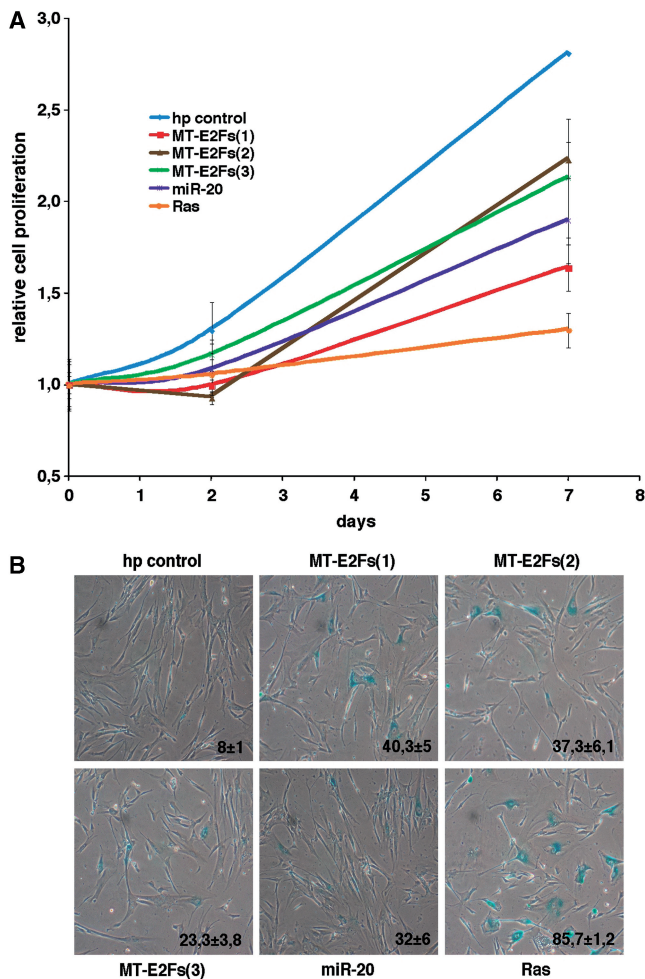 A
3,0
2,5
2,0
1,5
1,0
0,5
relative cell proliferation
hp control
MT-E2Fs(1)
MT-E2Fs(2)
MT-E2Fs(3)
miR-20
Ras
0 1 2 3 4 5 6 7 8
days
B
hp control MT-E2Fs(1) MT-E2Fs(2)
8±1 40,3±5 37,3±6,1
23,3±3,8 32±6 85,7±1,2
MT-E2Fs(3) miR-20 Ras